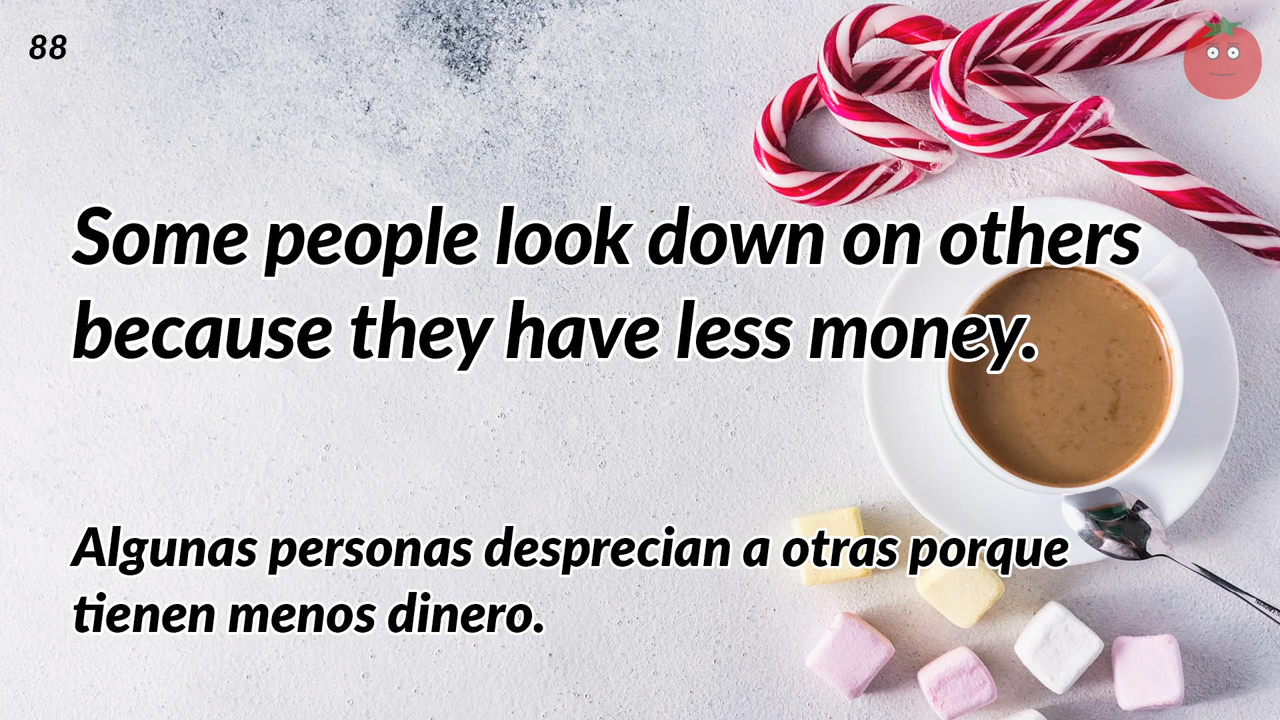 88
Some people look down on others
because they have less money.
Algunas personas desprecian a otras porque
tienen menos dinero.